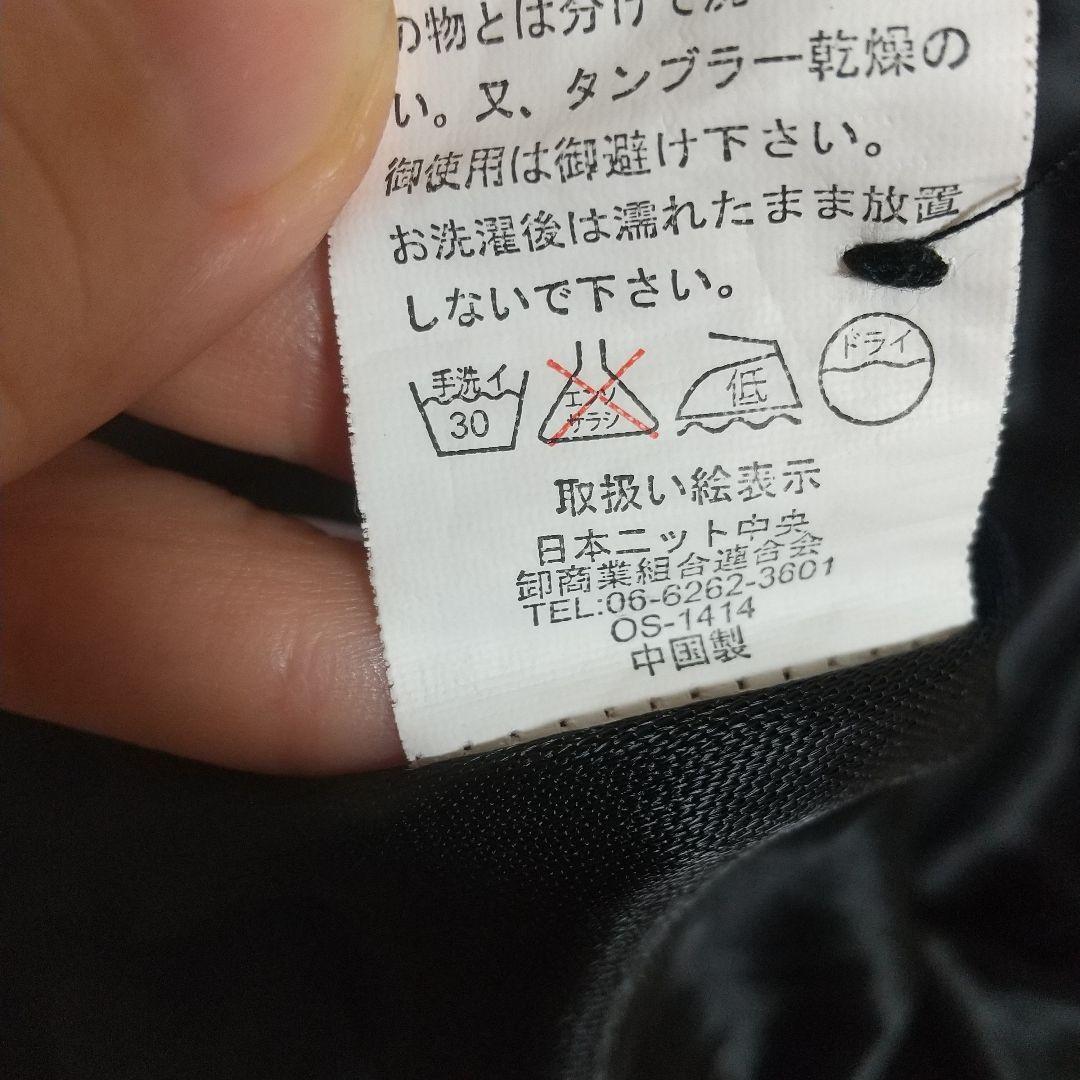 の物とは分けて洗
い。又、タンブラー乾燥の
御使用は御避け下さい。
お洗濯後は濡れたまま放置
しないで下さい。
手洗イ
30
エンソ
サラシ
低
ドライ
取扱い絵表示
日本ニット中央
卸商業組合連合会
TEL:06-6262-3601
OS-1414
中国製